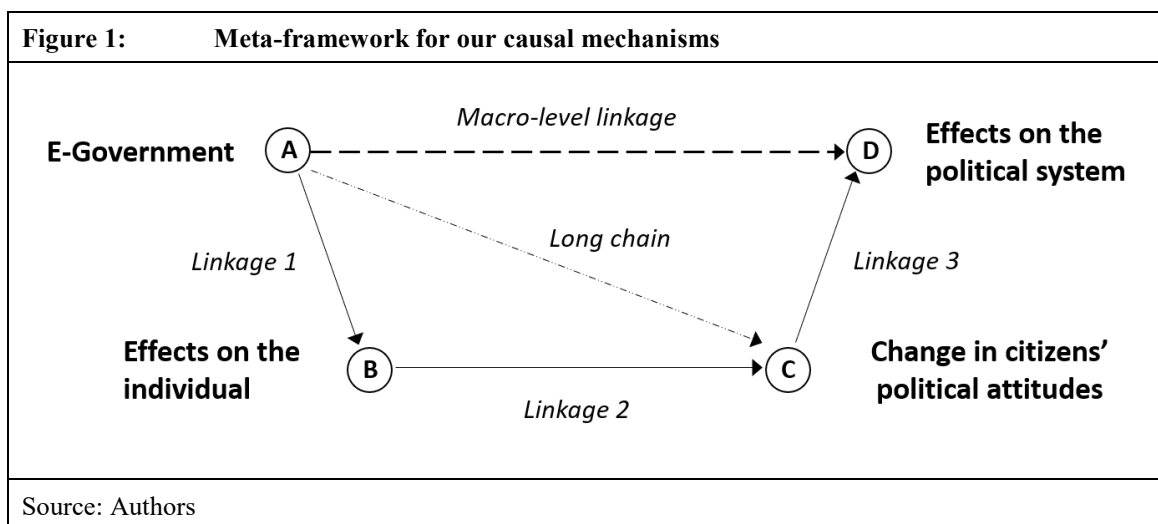 Figure 1: Meta-framework for our causal mechanisms
Macro-level linkage
E-Government
A
D
Effects on the
political system
Long chain
Linkage 1
Linkage 3
Effects on the
individual
B
C
Change in citizens’
political attitudes
Linkage 2
Source: Authors